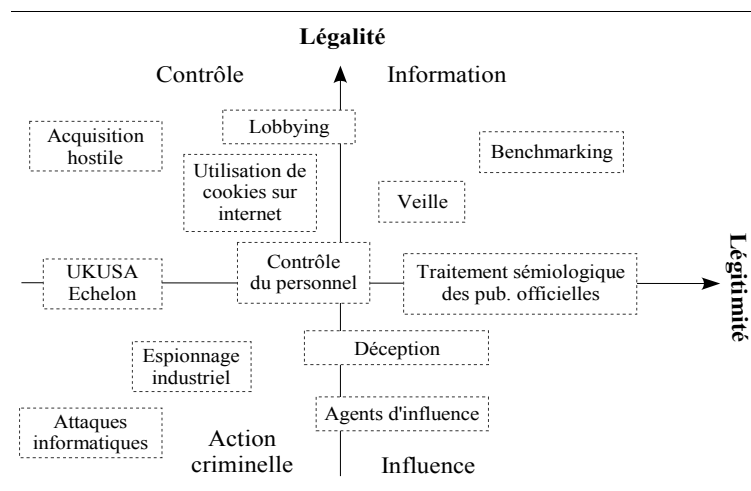 Légalité
Contrôle
Information
Lobbying
Acquisition
hostile
Benchmarking
Utilisation de
cookies sur
internet
Veille
UKUSA
Echelon
Contrôle
du personnel
Traitement sémiologique
des pub. officielles
Légitimité
Déception
Espionnage
industriel
Agents d'influence
Attaques
informatiques
Action
criminelle
Influence